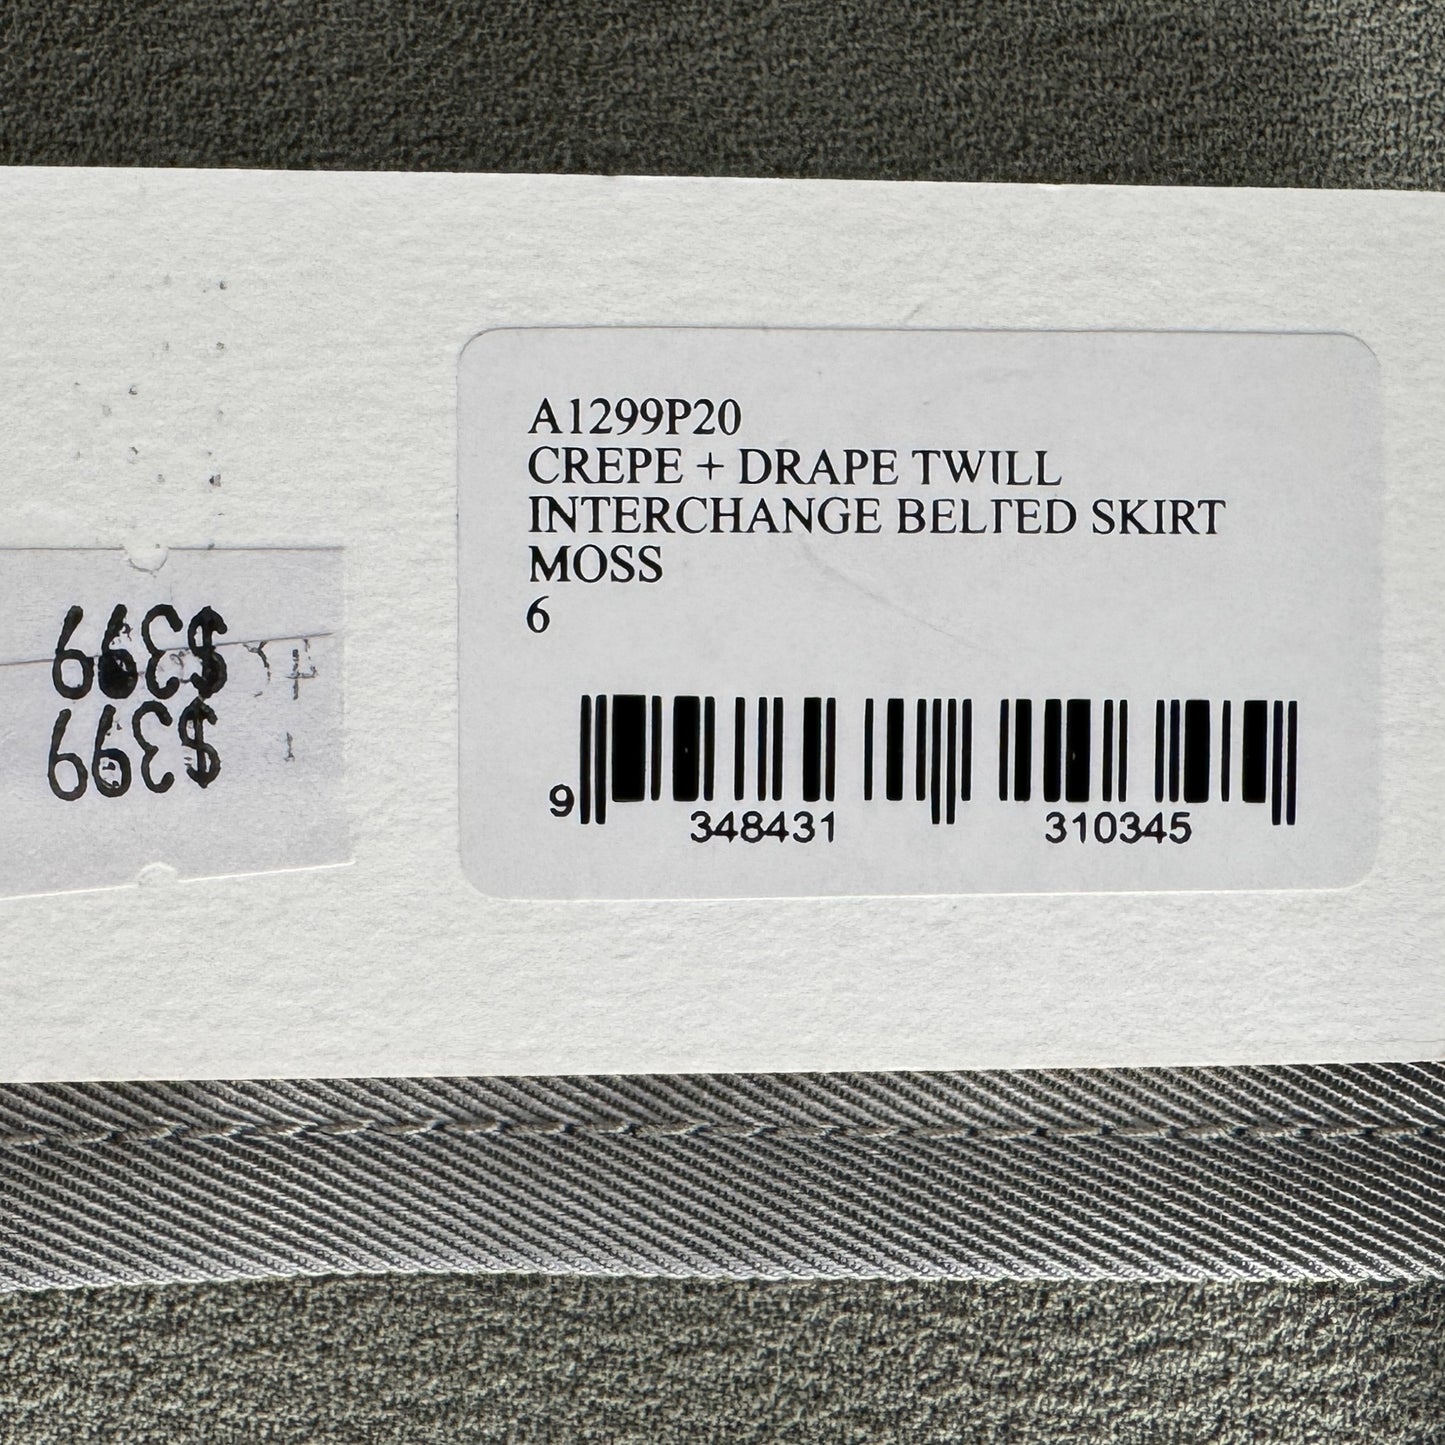 A1299P20
CREPE + DRAPE TWILL
INTERCHANGE BELTED SKIRT
MOSS
6
9 348431 310345
$399
$399